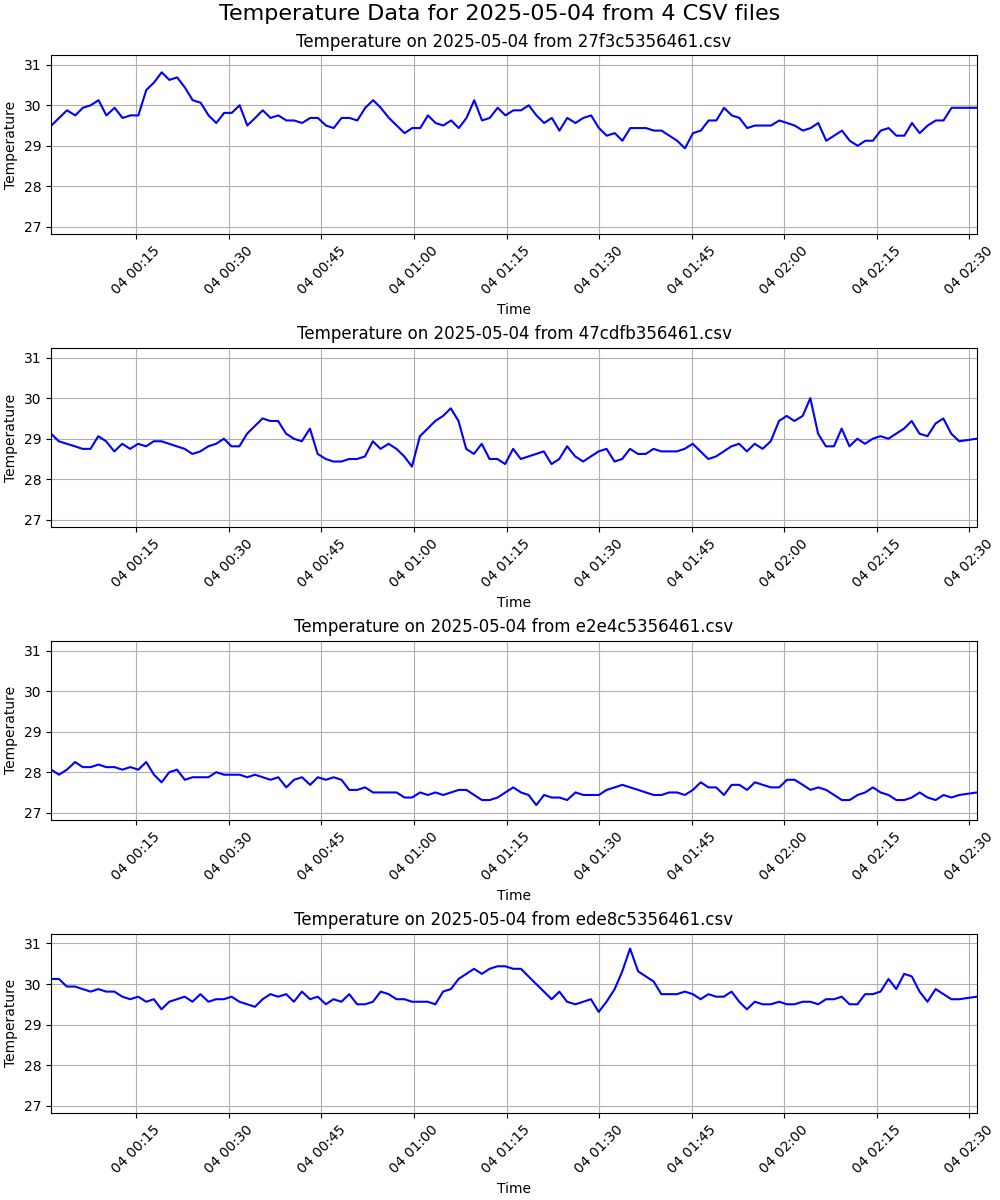 Temperature Data for 2025-05-04 from 4 CSV files
Temperature on 2025-05-04 from 27f3c5356461.csv
Temperature
31
30
29
28
27
04 00:15 04 00:30 04 00:45 04 01:00 04 01:15 04 01:30 04 01:45 04 02:00 04 02:15 04 02:30
Time
Temperature on 2025-05-04 from 47cdfb356461.csv
Temperature
31
30
29
28
27
04 00:15 04 00:30 04 00:45 04 01:00 04 01:15 04 01:30 04 01:45 04 02:00 04 02:15 04 02:30
Time
Temperature on 2025-05-04 from e2e4c5356461.csv
Temperature
31
30
29
28
27
04 00:15 04 00:30 04 00:45 04 01:00 04 01:15 04 01:30 04 01:45 04 02:00 04 02:15 04 02:30
Time
Temperature on 2025-05-04 from ede8c5356461.csv
Temperature
31
30
29
28
27
04 00:15 04 00:30 04 00:45 04 01:00 04 01:15 04 01:30 04 01:45 04 02:00 04 02:15 04 02:30
Time